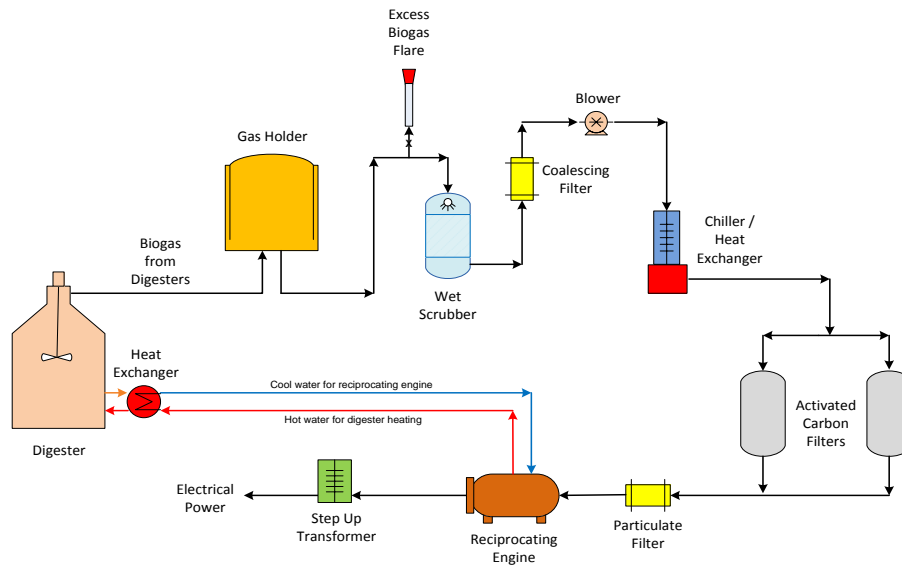 Excess
Biogas
Flare
Blower
Gas Holder
Coalescing
Filter
Chiller /
Heat
Exchanger
Biogas
from
Digesters
Wet
Scrubber
Heat
Exchanger
Cool water for reciprocating engine
Hot water for digester heating
Activated
Carbon
Filters
Digester
Electrical
Power
Step Up
Transformer
Reciprocating
Engine
Particulate
Filter